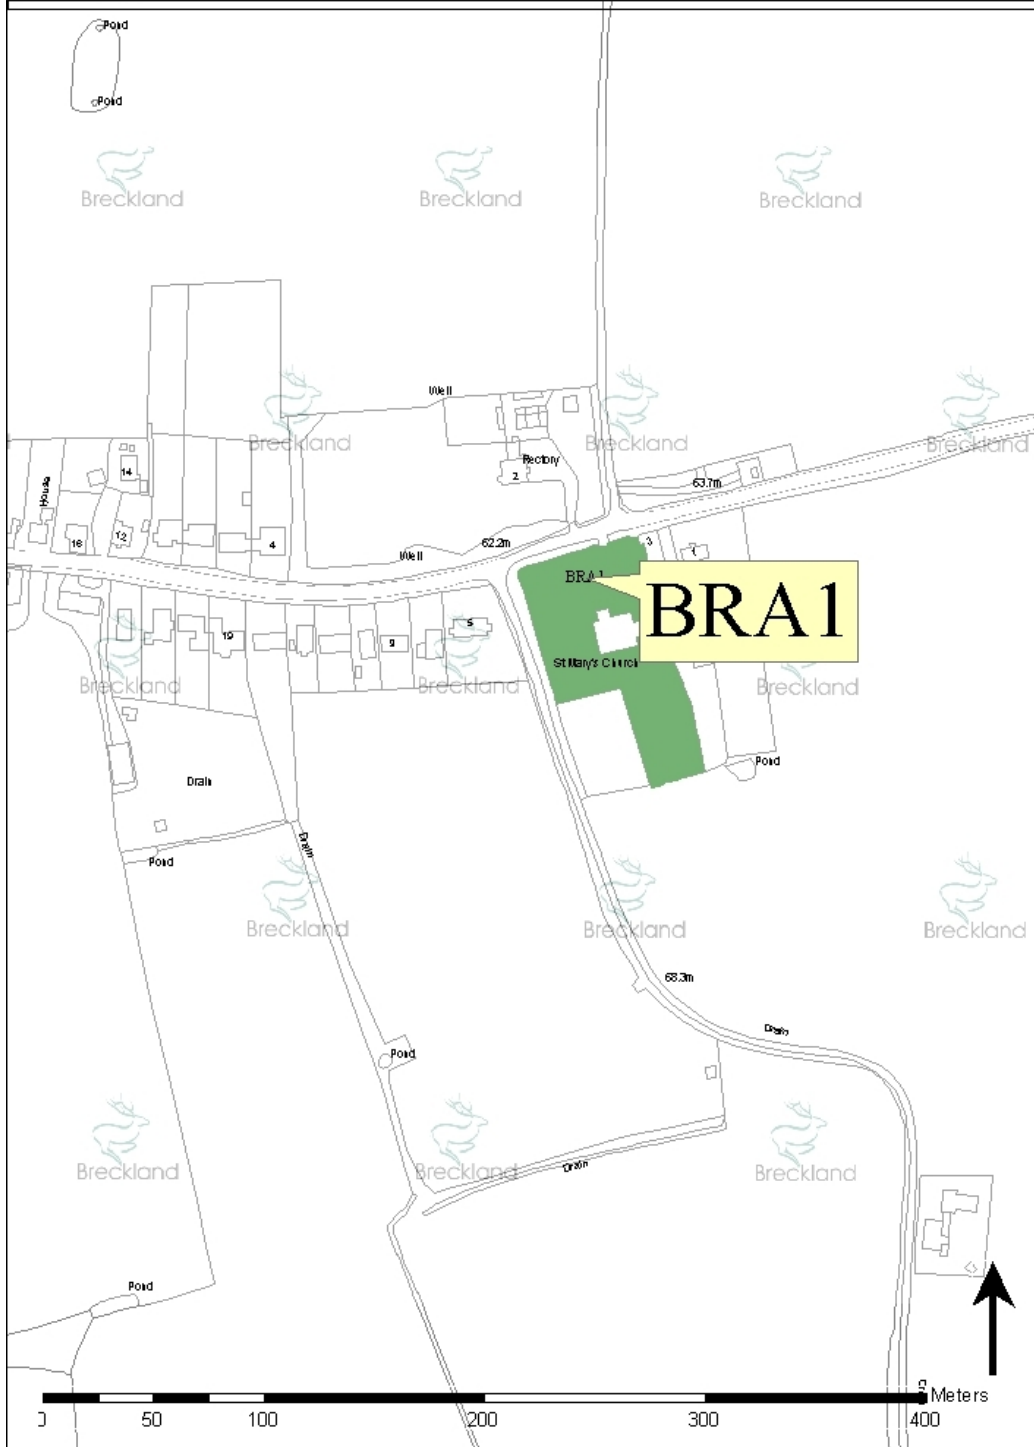 Pond
Pond
Breckland
Breckland
Breckland
Well
Breckland
Breckland
Breckland
14
House
Rectory
2
63.7m
16
12
4
Well
62.2m
3
1
BRA1
BRA1
19
9
5
St Mary's Church
Breckland
Breckland
Breckland
Pond
Drain
Drain
Pond
Breckland
Breckland
Breckland
68.3m
Drain
Pond
Breckland
Breckland
Breckland
Drain
Pond
Meters
50
100
200
300
400